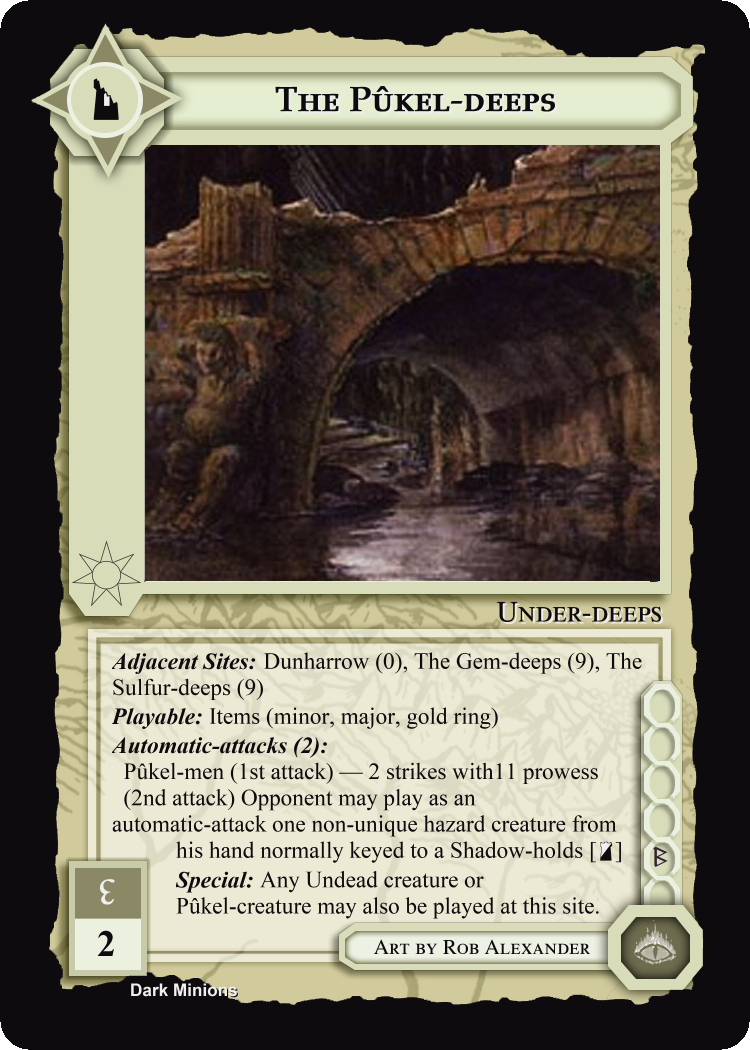 The Pûkel-deeps
Under-deeps
Adjacent Sites: Dunharrow (0), The Gem-deeps (9), The
Sulfur-deeps (9)
Playable: Items (minor, major, gold ring)
Automatic-attacks (2):
Pûkel-men (1st attack) — 2 strikes with11 prowess
(2nd attack) Opponent may play as an
automatic-attack one non-unique hazard creature from
his hand normally keyed to a Shadow-holds [ ]
Special: Any Undead creature or
Pûkel-creature may also be played at this site.
2
Art by Rob Alexander
Dark Minions